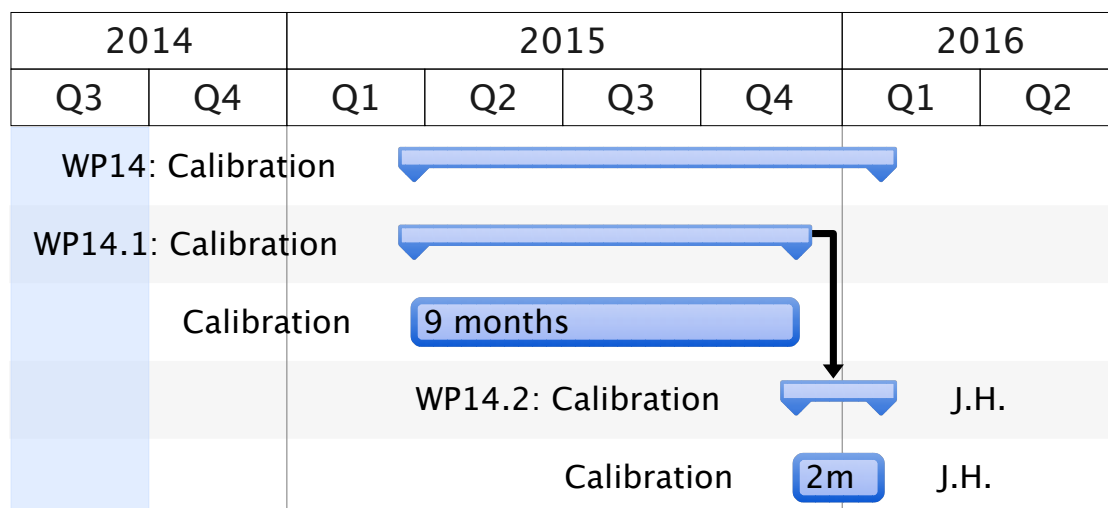 2014 2015 2016
Q3 Q4 Q1 Q2 Q3 Q4 Q1 Q2
WP14: Calibration
WP14.1: Calibration
Calibration 9 months
WP14.2: Calibration J.H.
Calibration 2m J.H.